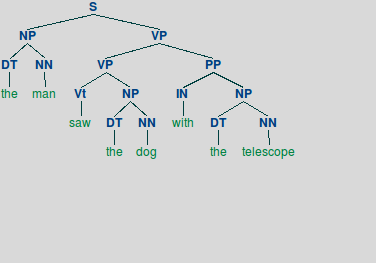 S
NP VP
DT NN VP PP
the man Vt NP IN NP
saw DT NN with DT NN
the dog the telescope